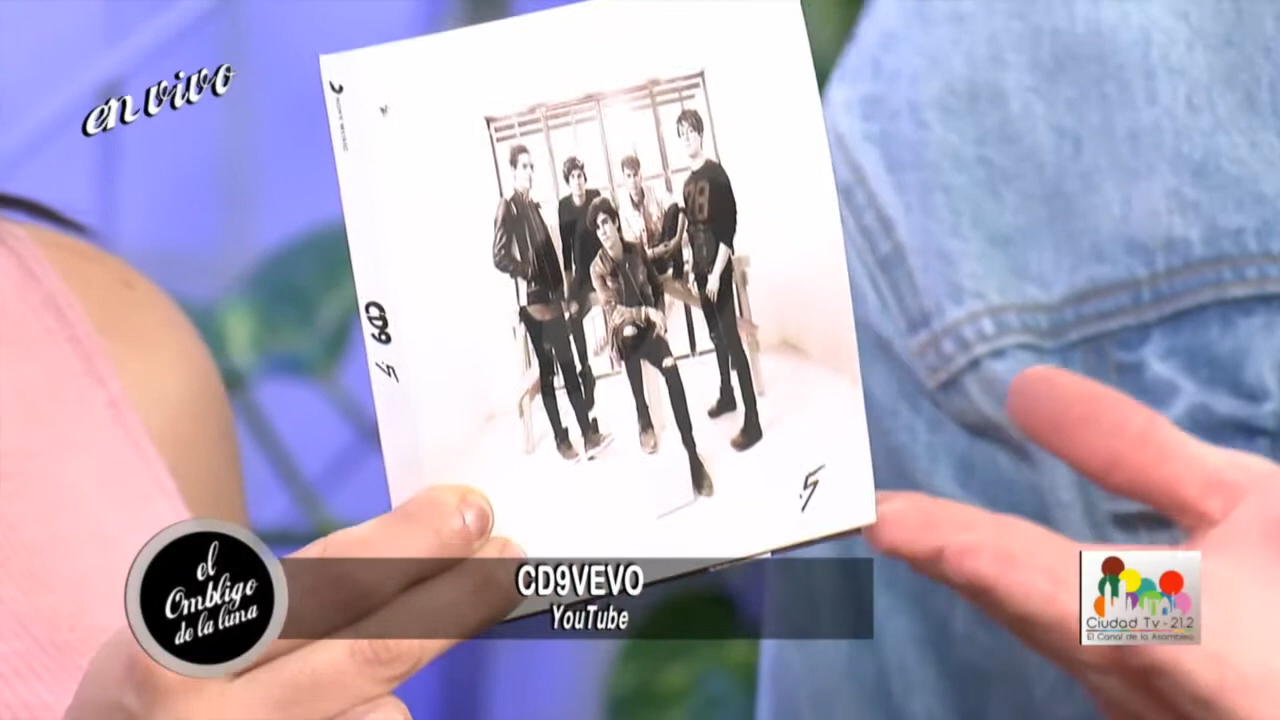 en vivo
CD9
.5
28
.5
el
Ombligo
de la luna
CD9VEVO
YouTube
Ciudad Tv - 21.2
El Canal de la Asamblea